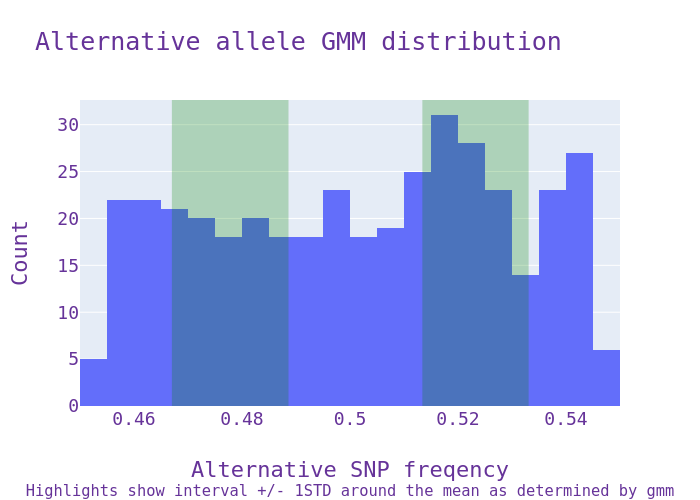 Alternative allele GMM distribution
30
25
20
15
10
5
0
Count
0.46 0.48 0.5 0.52 0.54
Alternative SNP freqency
Highlights show interval +/- 1STD around the mean as determined by gmm